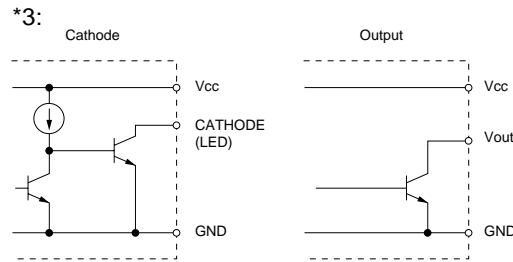 *3:
Cathode
Vcc
CATHODE
(LED)
GND
Output
Vcc
Vout
GND